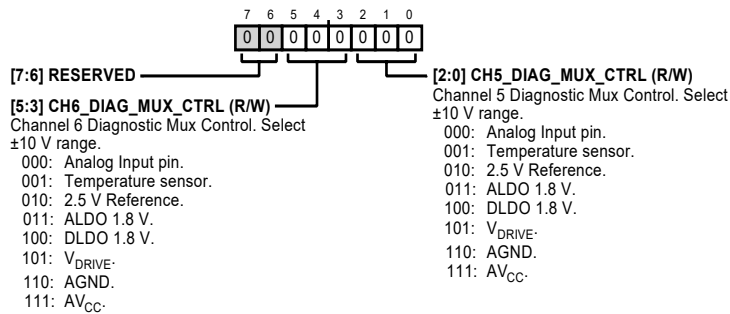 7 6 5 4 3 2 1 0
0 0 0 0 0 0 0 0
[7:6] RESERVED
[5:3] CH6_DIAG_MUX_CTRL (R/W)
Channel 6 Diagnostic Mux Control. Select
±10 V range.
000: Analog Input pin.
001: Temperature sensor.
010: 2.5 V Reference.
011: ALDO 1.8 V.
100: DLDO 1.8 V.
101: VDRIVE.
110: AGND.
111: AVCC.
[2:0] CH5_DIAG_MUX_CTRL (R/W)
Channel 5 Diagnostic Mux Control. Select
±10 V range.
000: Analog Input pin.
001: Temperature sensor.
010: 2.5 V Reference.
011: ALDO 1.8 V.
100: DLDO 1.8 V.
101: VDRIVE.
110: AGND.
111: AVCC.